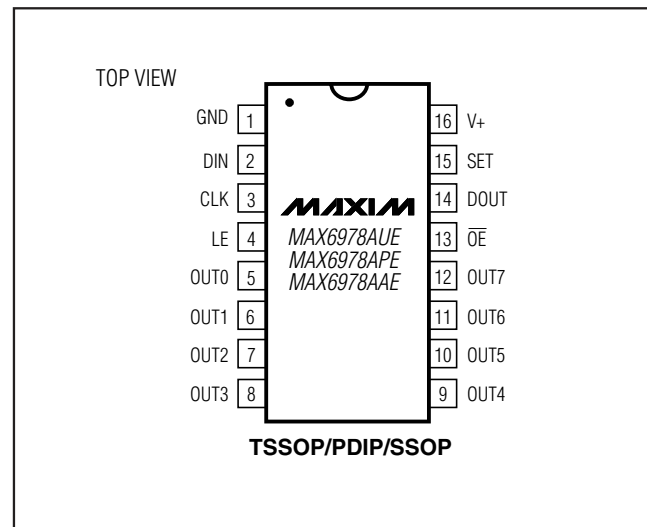 TOP VIEW
GND 1
DIN 2
CLK 3
LE 4
OUT0 5
OUT1 6
OUT2 7
OUT3 8
MAXIM
MAX6978AUE
MAX6978APE
MAX6978AAE
16 V+
15 SET
14 DOUT
13 O̅E̅
12 OUT7
11 OUT6
10 OUT5
9 OUT4
TSSOP/PDIP/SSOP